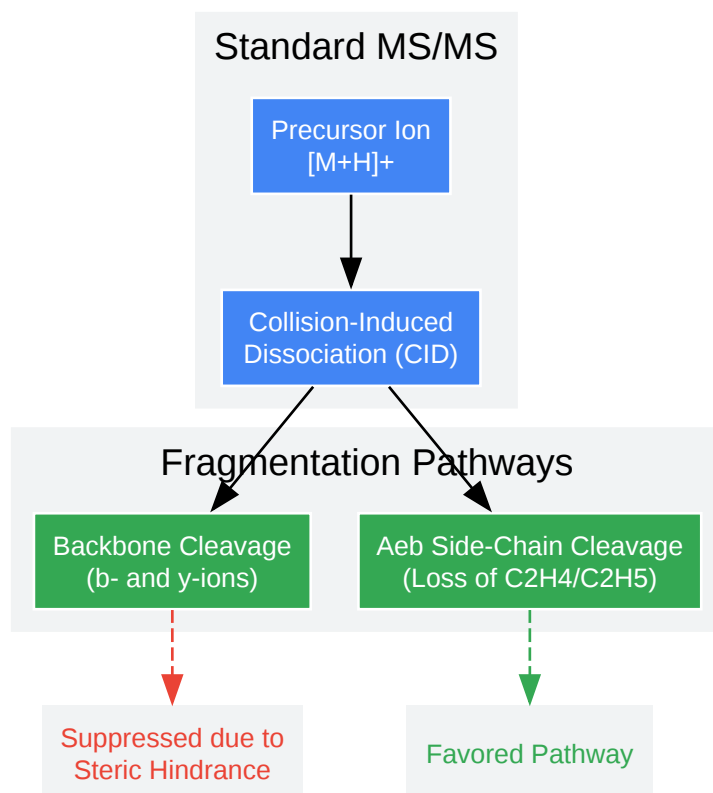 Standard MS/MS
Precursor Ion
[M+H]+
Collision-Induced
Dissociation (CID)
Fragmentation Pathways
Backbone Cleavage
(b- and y-ions)
Aeb Side-Chain Cleavage
(Loss of C2H4/C2H5)
Suppressed due to
Steric Hindrance
Favored Pathway